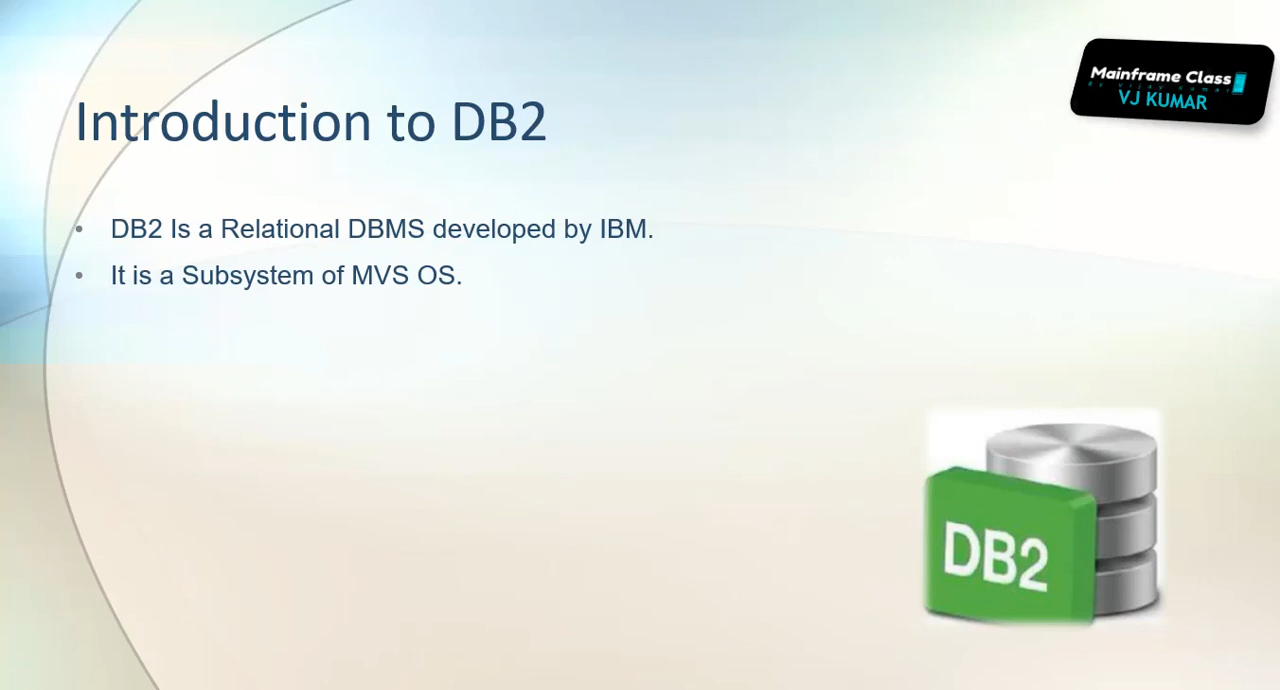 Mainframe Class
VJ KUMAR
Introduction to DB2
• DB2 Is a Relational DBMS developed by IBM.
• It is a Subsystem of MVS OS.
DB2